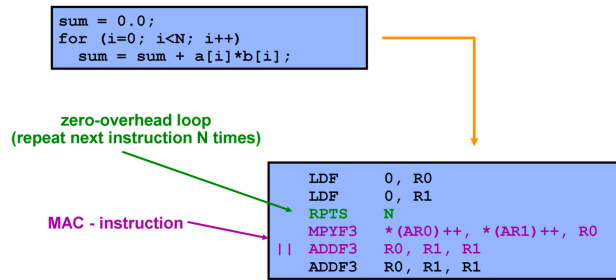 sum = 0.0;
for (i=0; i<N; i++)
sum = sum + a[i]*b[i];
zero-overhead loop
(repeat next instruction N times)
MAC - instruction
LDF 0, R0
LDF 0, R1
RPTS N
MPYF3 *(AR0)++, *(AR1)++, R0
|| ADDF3 R0, R1, R1
ADDF3 R0, R1, R1